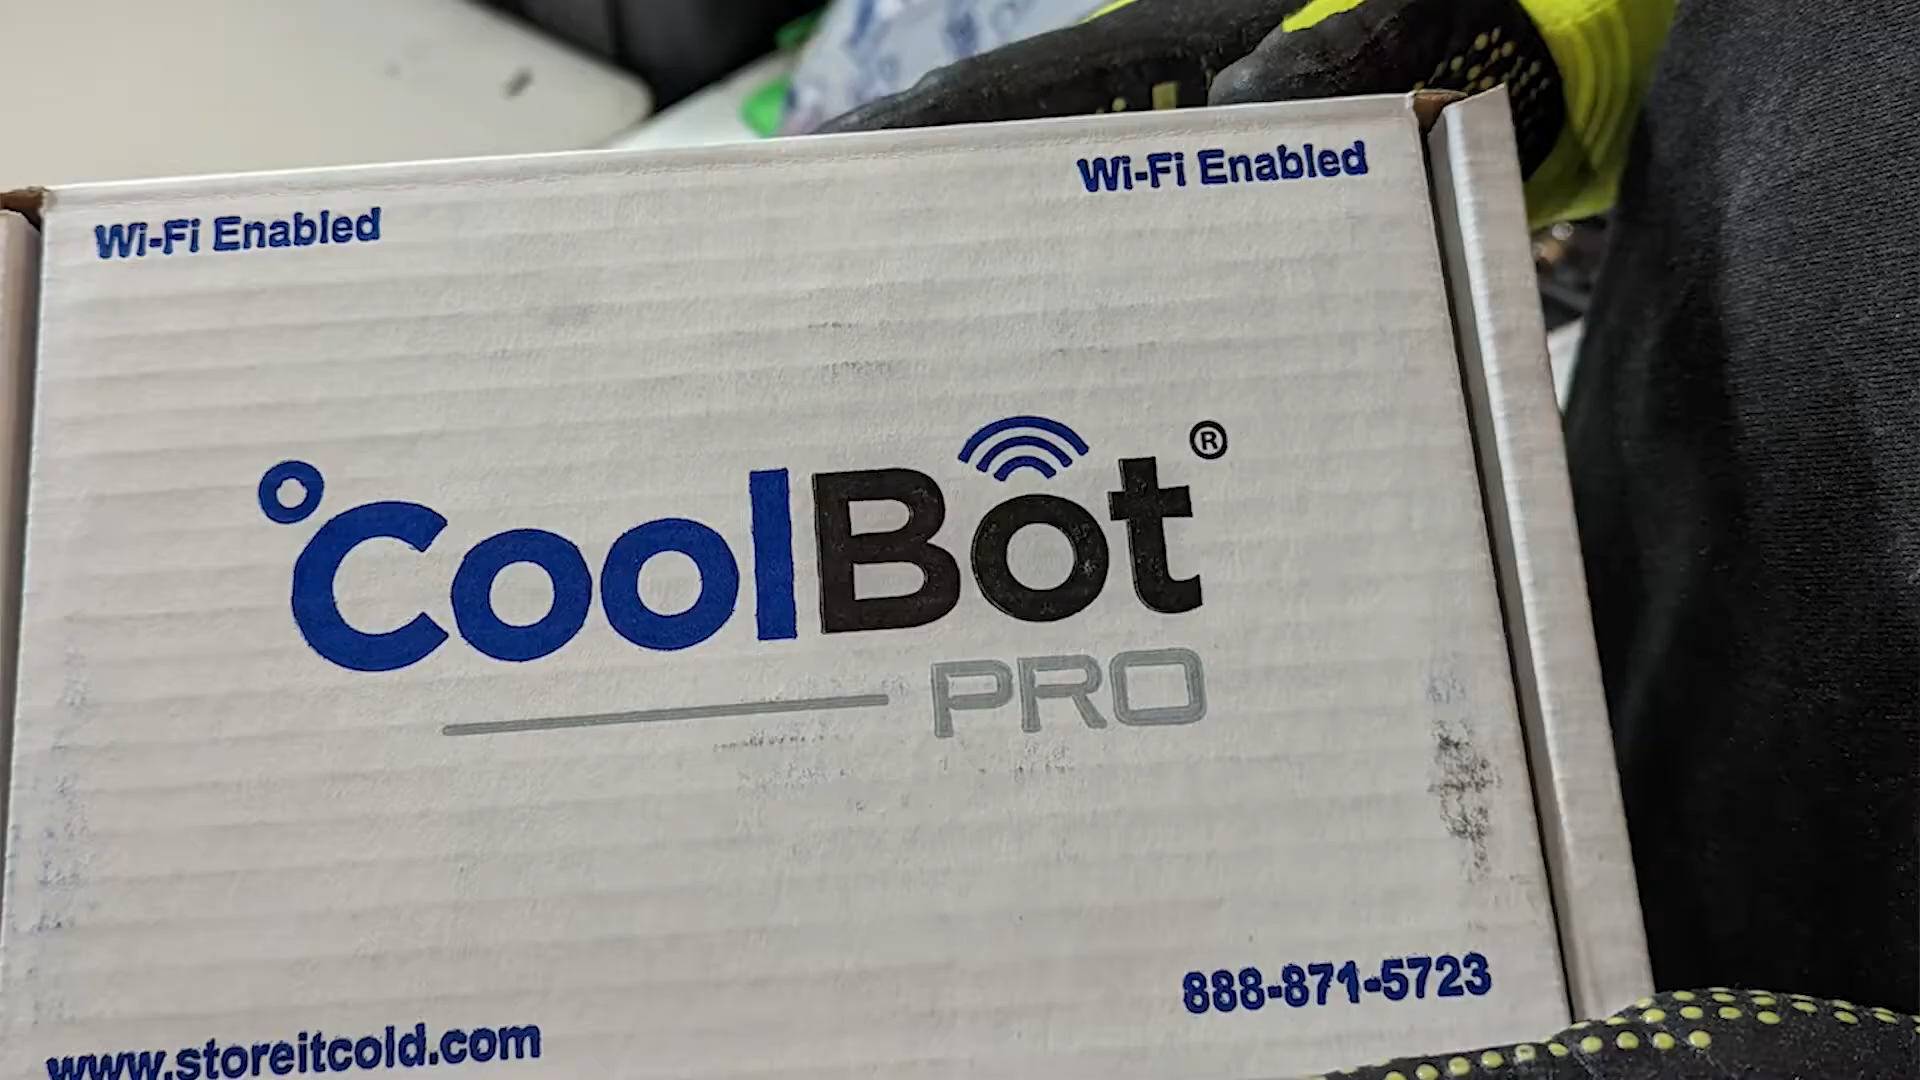 Wi-Fi Enabled
Wi-Fi Enabled
°CoolBot®
PRO
888-871-5723
www.storeitcold.com